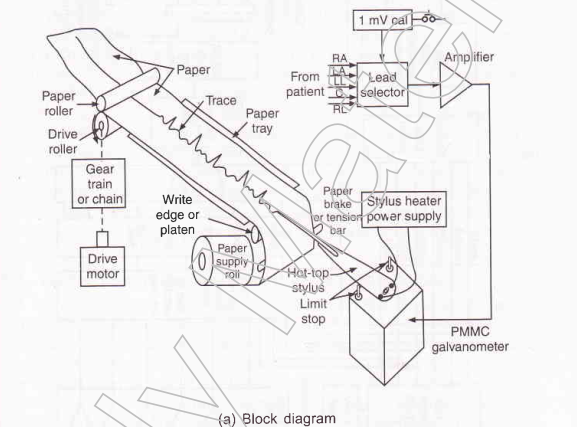 1 mV cal
Amplifier
RA
LA
LL
C
RL
From
patient
Lead
selector
Paper
Trace
Paper
tray
Paper
roller
Drive
roller
Gear
train
or chain
Drive
motor
Write
edge or
platen
Paper
supply
roll
Paper
brake
or tension
bar
Stylus heater
power supply
Hot-top
stylus
Limit
stop
PMMC
galvanometer
(a) Block diagram